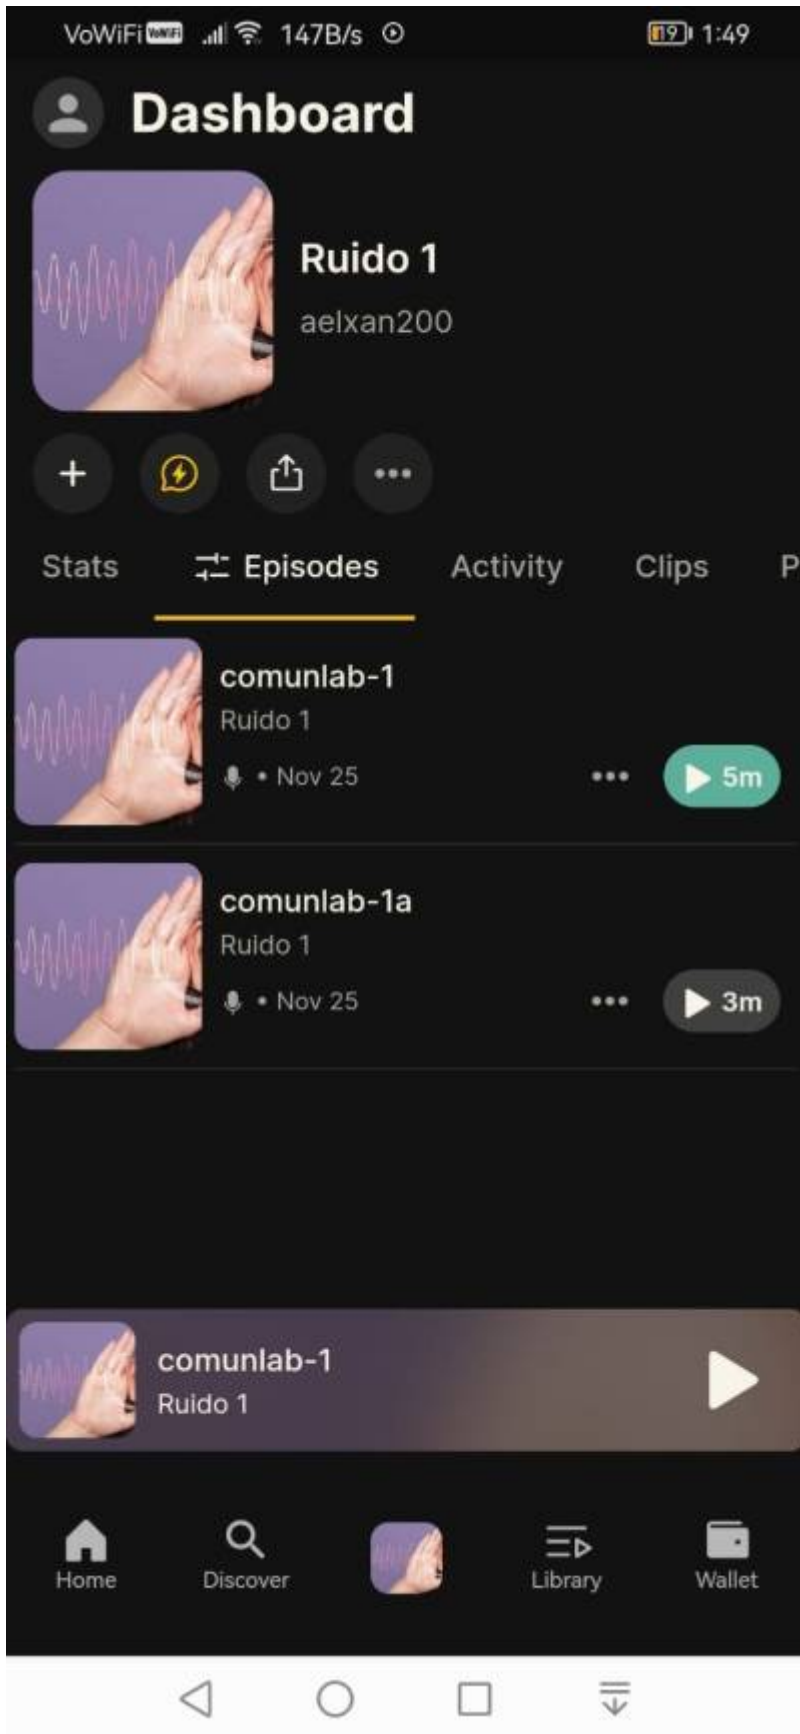 VoWiFi VoWiFi 147B/s 19 1:49
Dashboard
Ruido 1
aelxan200
Stats Episodes Activity Clips P
comunlab-1
Ruido 1
• Nov 25
5m
comunlab-1a
Ruido 1
• Nov 25
3m
comunlab-1
Ruido 1
Home Discover Library Wallet